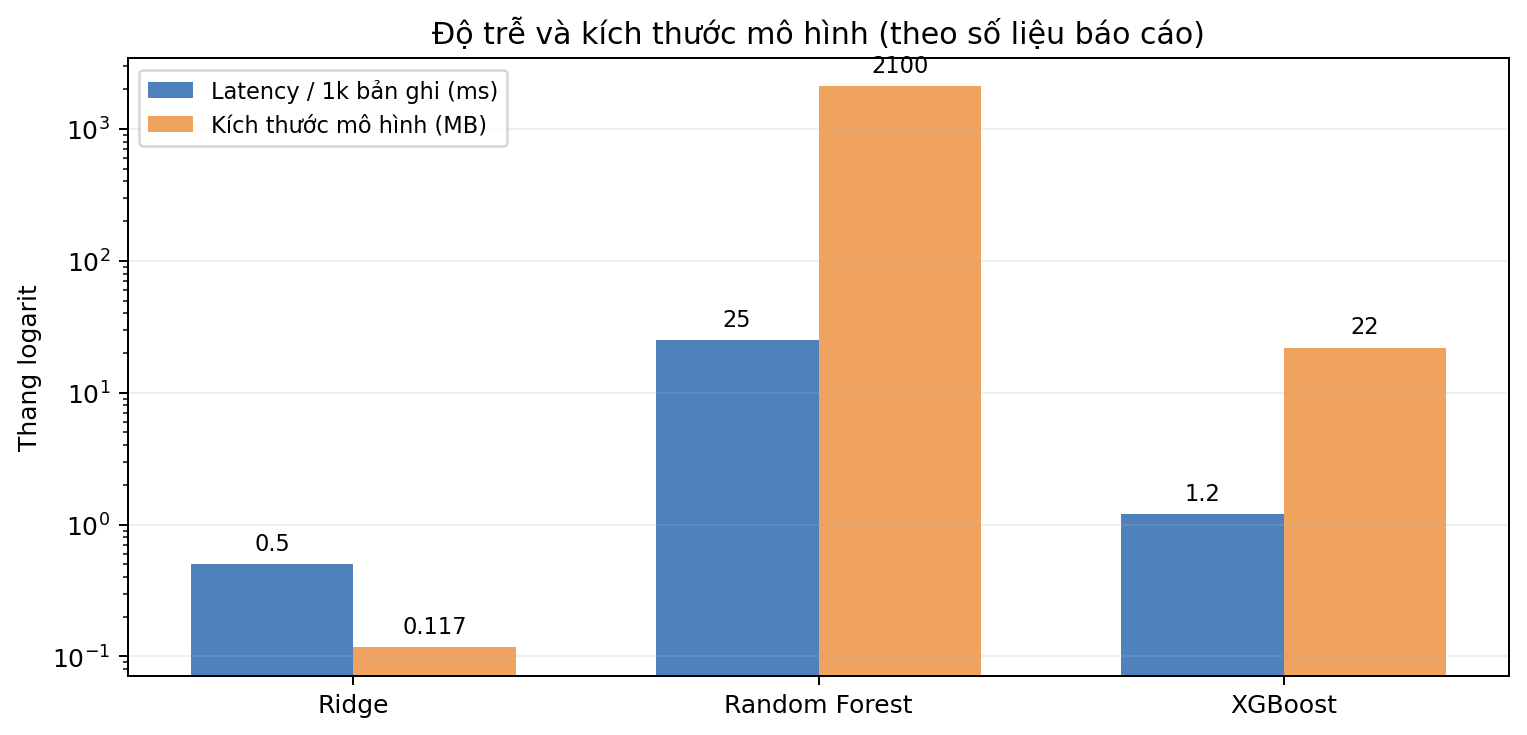 Độ trễ và kích thước mô hình (theo số liệu báo cáo)
Latency / 1k bản ghi (ms)
Kích thước mô hình (MB)
Thang logarit
10³
10²
10¹
10⁰
10⁻¹
0.5
0.117
25
2100
1.2
22
Ridge
Random Forest
XGBoost